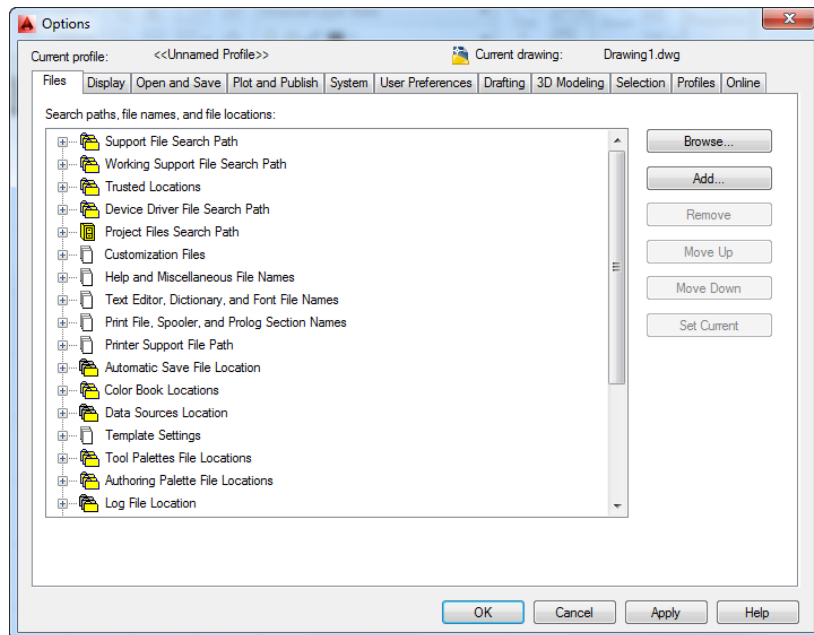 Options
Current profile: <<Unnamed Profile>> Current drawing: Drawing1.dwg
Files Display Open and Save Plot and Publish System User Preferences Drafting 3D Modeling Selection Profiles Online
Search paths, file names, and file locations:
Support File Search Path
Working Support File Search Path
Trusted Locations
Device Driver File Search Path
Project Files Search Path
Customization Files
Help and Miscellaneous File Names
Text Editor, Dictionary, and Font File Names
Print File, Spooler, and Prolog Section Names
Printer Support File Path
Automatic Save File Location
Color Book Locations
Data Sources Location
Template Settings
Tool Palettes File Locations
Authoring Palette File Locations
Log File Location
Browse...
Add...
Remove
Move Up
Move Down
Set Current
OK Cancel Apply Help